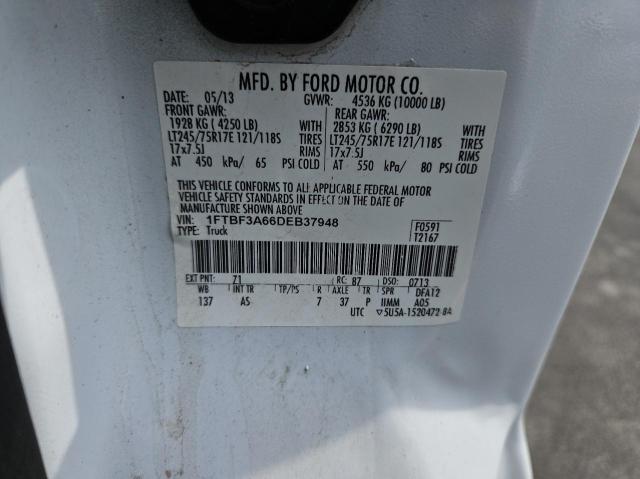 MFD. BY FORD MOTOR CO.
DATE: 05/13 GVWR: 4536 KG (10000 LB)
FRONT GAWR: REAR GAWR:
1928 KG ( 4250 LB) WITH 2853 KG ( 6290 LB) WITH
LT245/75R17E 121/118S TIRES LT245/75R17E 121/118S TIRES
17x7.5J RIMS 17x7.5J RIMS
AT 450 kPa/ 65 PSI COLD AT 550 kPa/ 80 PSI COLD
THIS VEHICLE CONFORMS TO ALL APPLICABLE FEDERAL MOTOR
VEHICLE SAFETY STANDARDS IN EFFECT ON THE DATE OF
MANUFACTURE SHOWN ABOVE
VIN: 1FTBF3A66DEB37948 F0591
TYPE: Truck T2167
EXT PNT: 71 RC: 87 DSO: 0713
WB INT TR TP/PS R AXLE TR SPR DFA12
137 AS 7 37 P IIMM A05
UTC ▽5U5A-1520472-BA